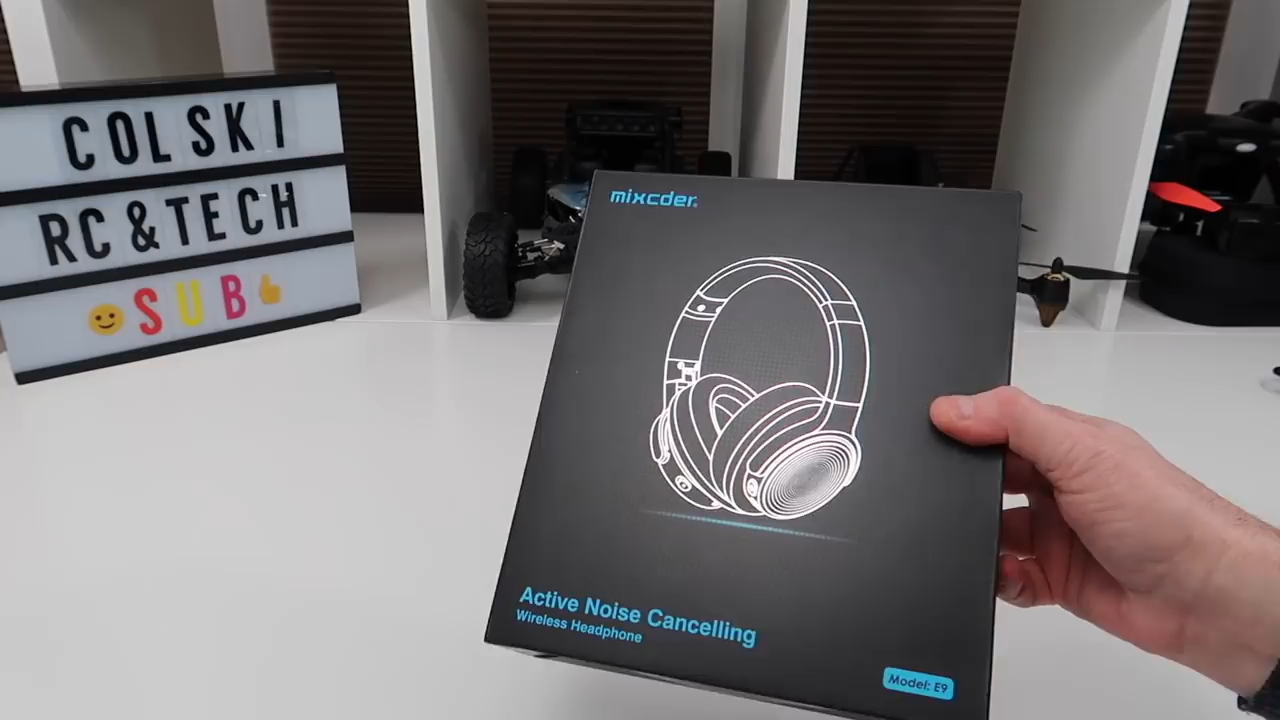 COLSKI
RC & TECH
SUB
mixcder
Active Noise Cancelling
Wireless Headphone
Model: E9